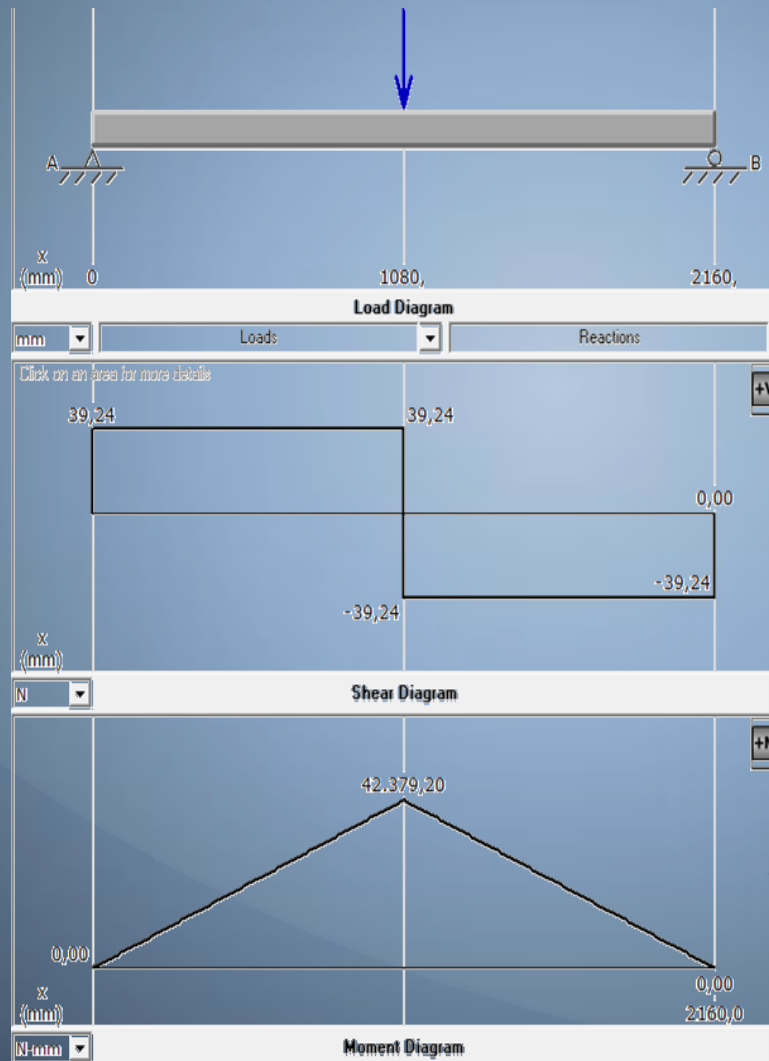 A B
x
(mm) 0 1080, 2160,
Load Diagram
mm Loads Reactions
Click on an area for more details
39,24 39,24
0,00
-39,24
-39,24
x
(mm)
N Shear Diagram
42.379,20
0,00
0,00
x
(mm) 2160,0
N-mm Moment Diagram